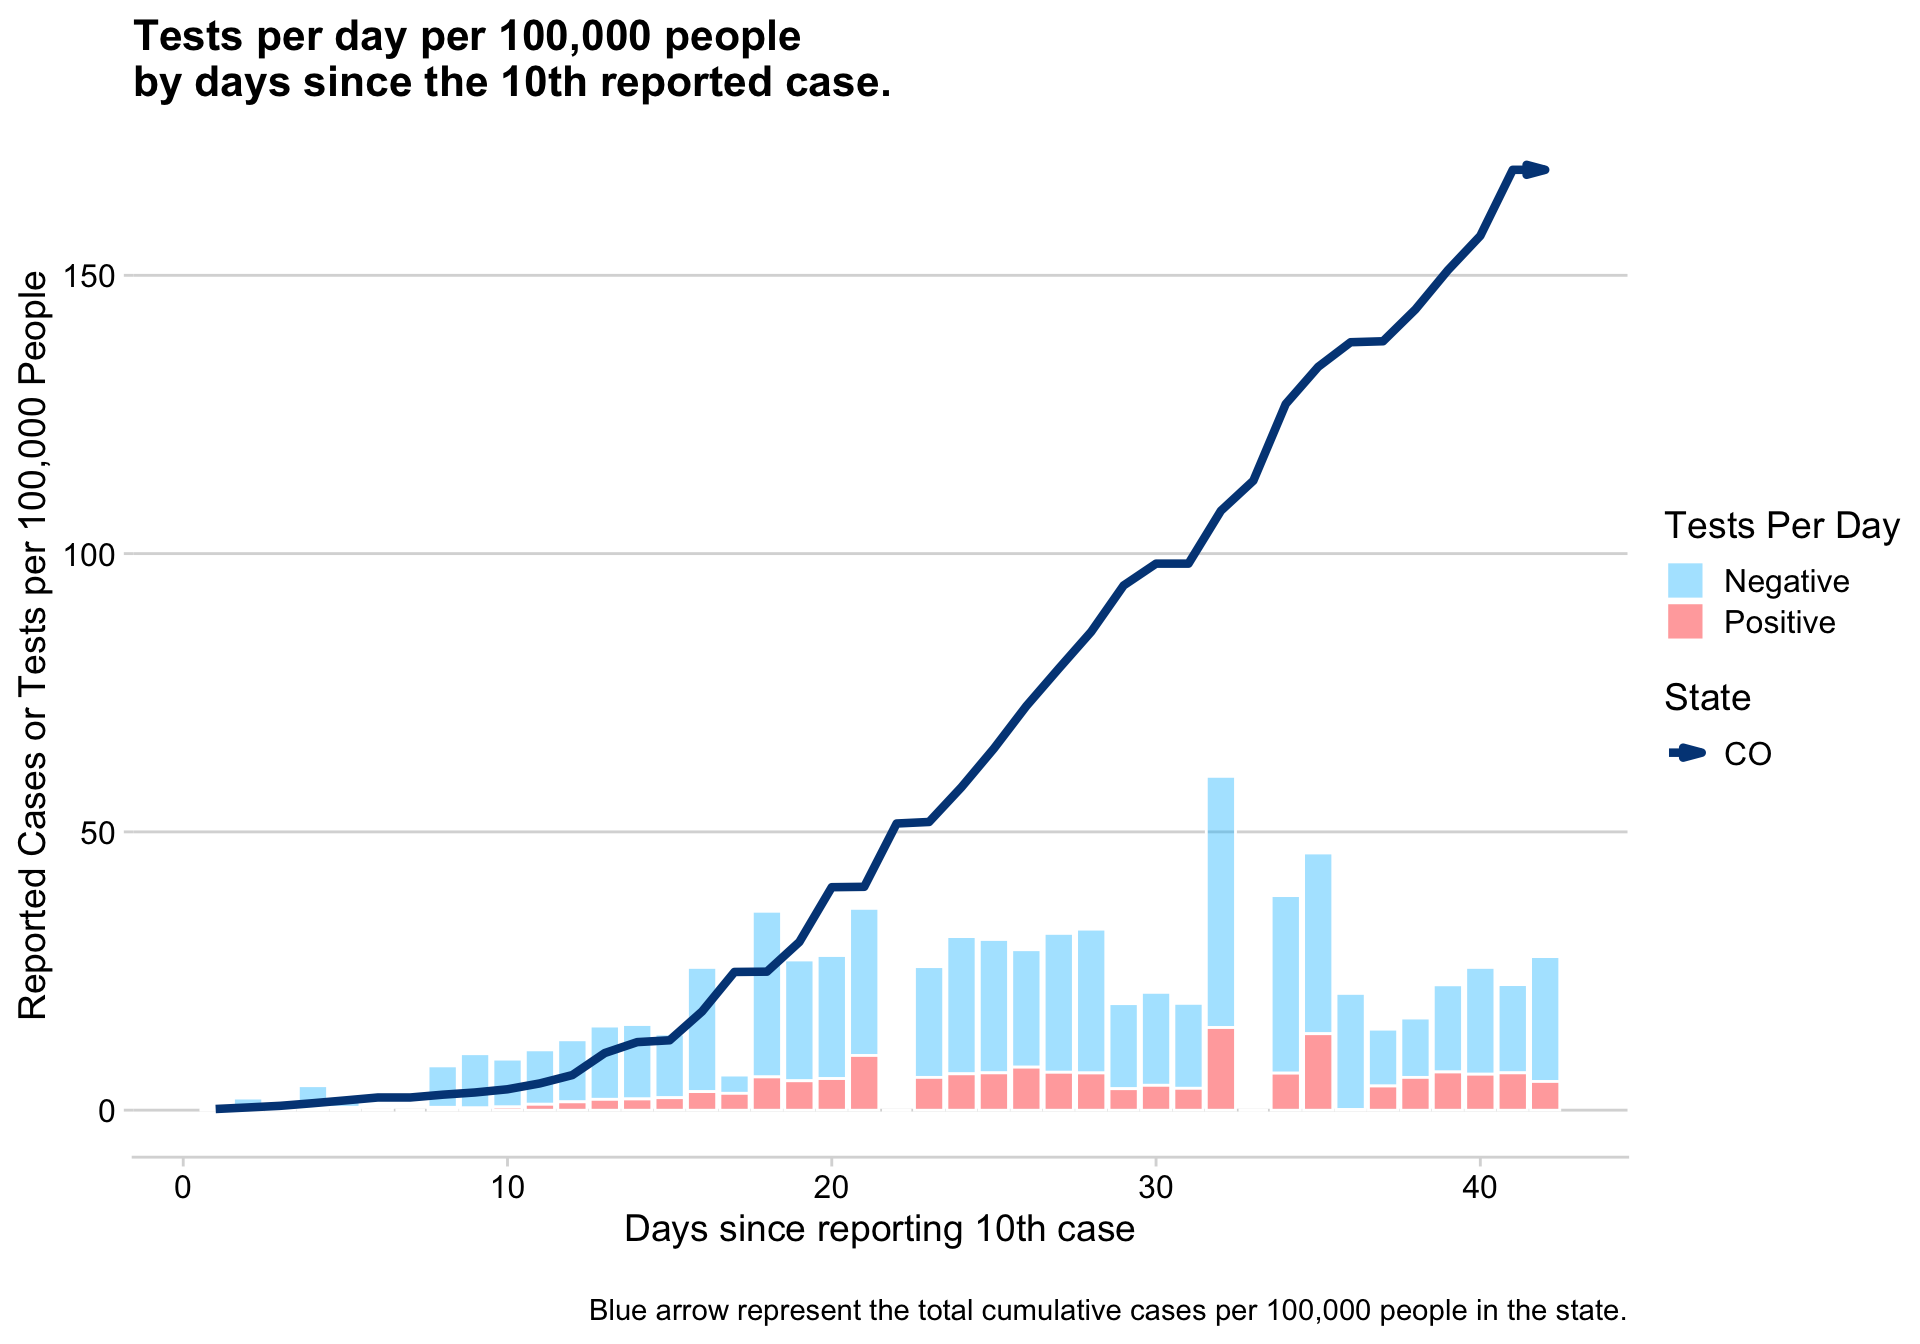 Tests per day per 100,000 people
by days since the 10th reported case.
Reported Cases or Tests per 100,000 People
150
100
50
0
0 10 20 30 40
Days since reporting 10th case
Tests Per Day
Negative
Positive
State
CO
Blue arrow represent the total cumulative cases per 100,000 people in the state.